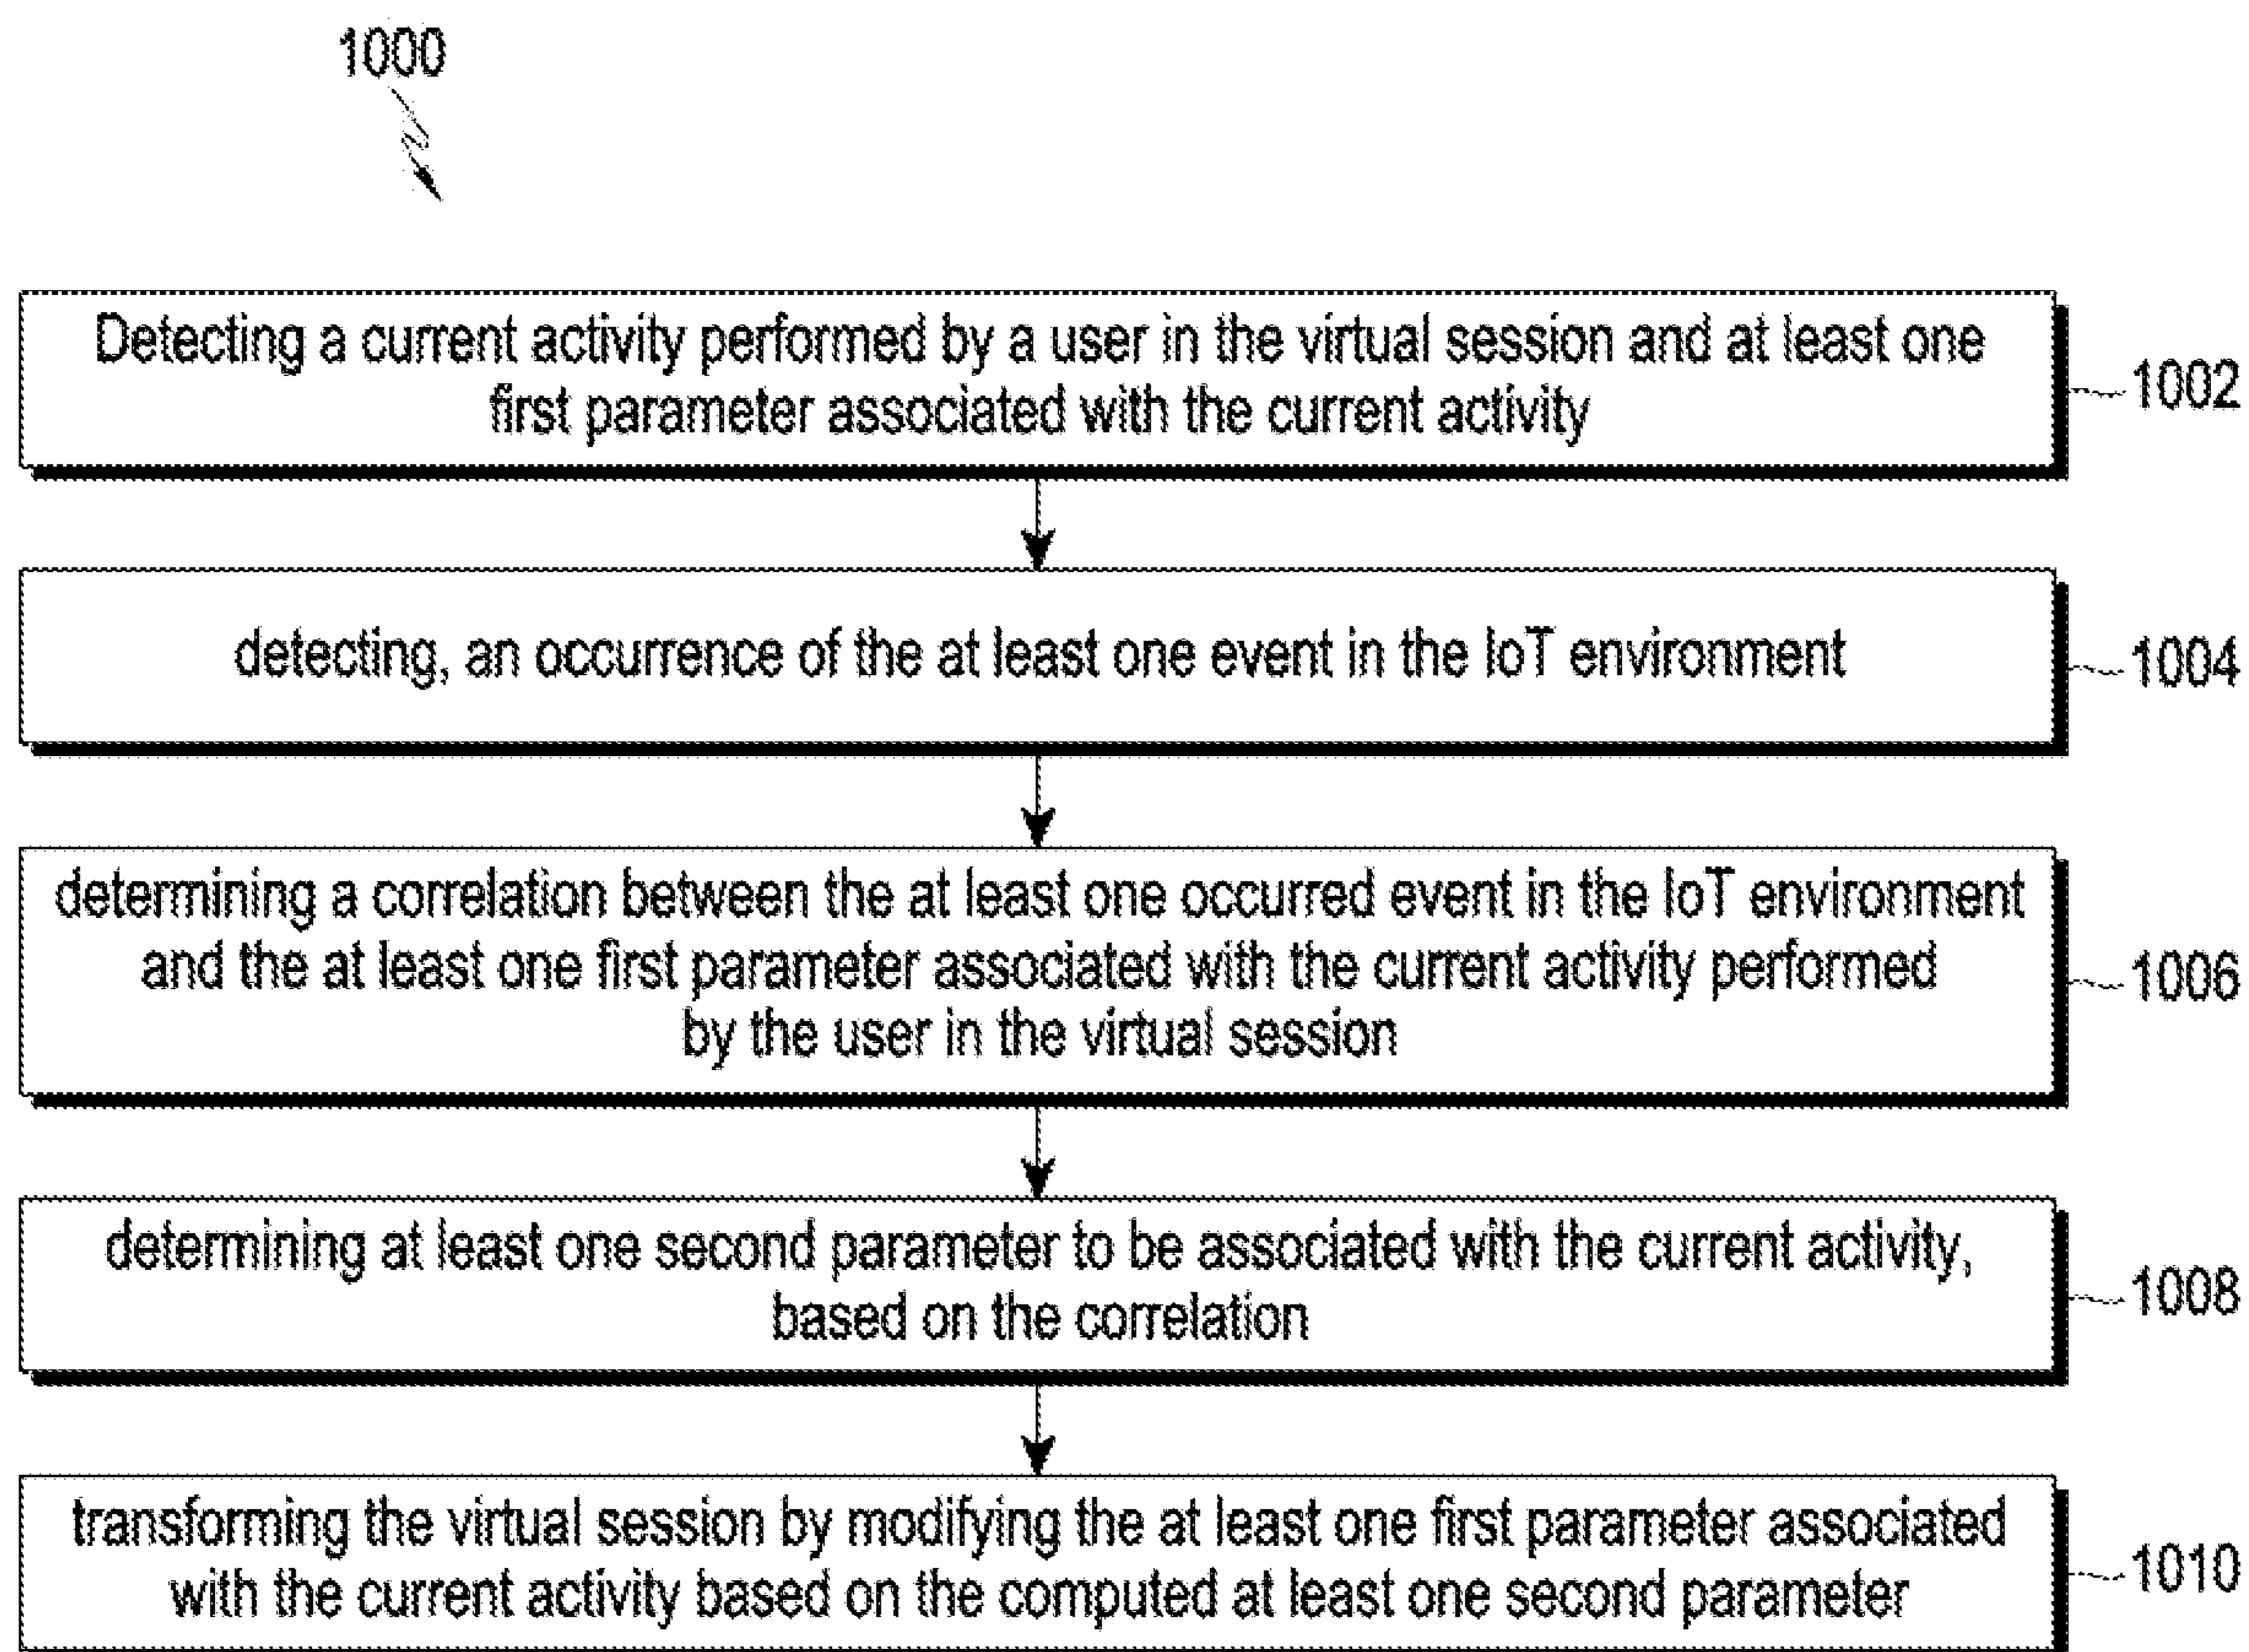 1000
Detecting a current activity performed by a user in the virtual session and at least one
first parameter associated with the current activity
1002
detecting, an occurrence of the at least one event in the IoT environment
1004
determining a correlation between the at least one occurred event in the IoT environment
and the at least one first parameter associated with the current activity performed
by the user in the virtual session
1006
determining at least one second parameter to be associated with the current activity,
based on the correlation
1008
transforming the virtual session by modifying the at least one first parameter associated
with the current activity based on the computed at least one second parameter
1010